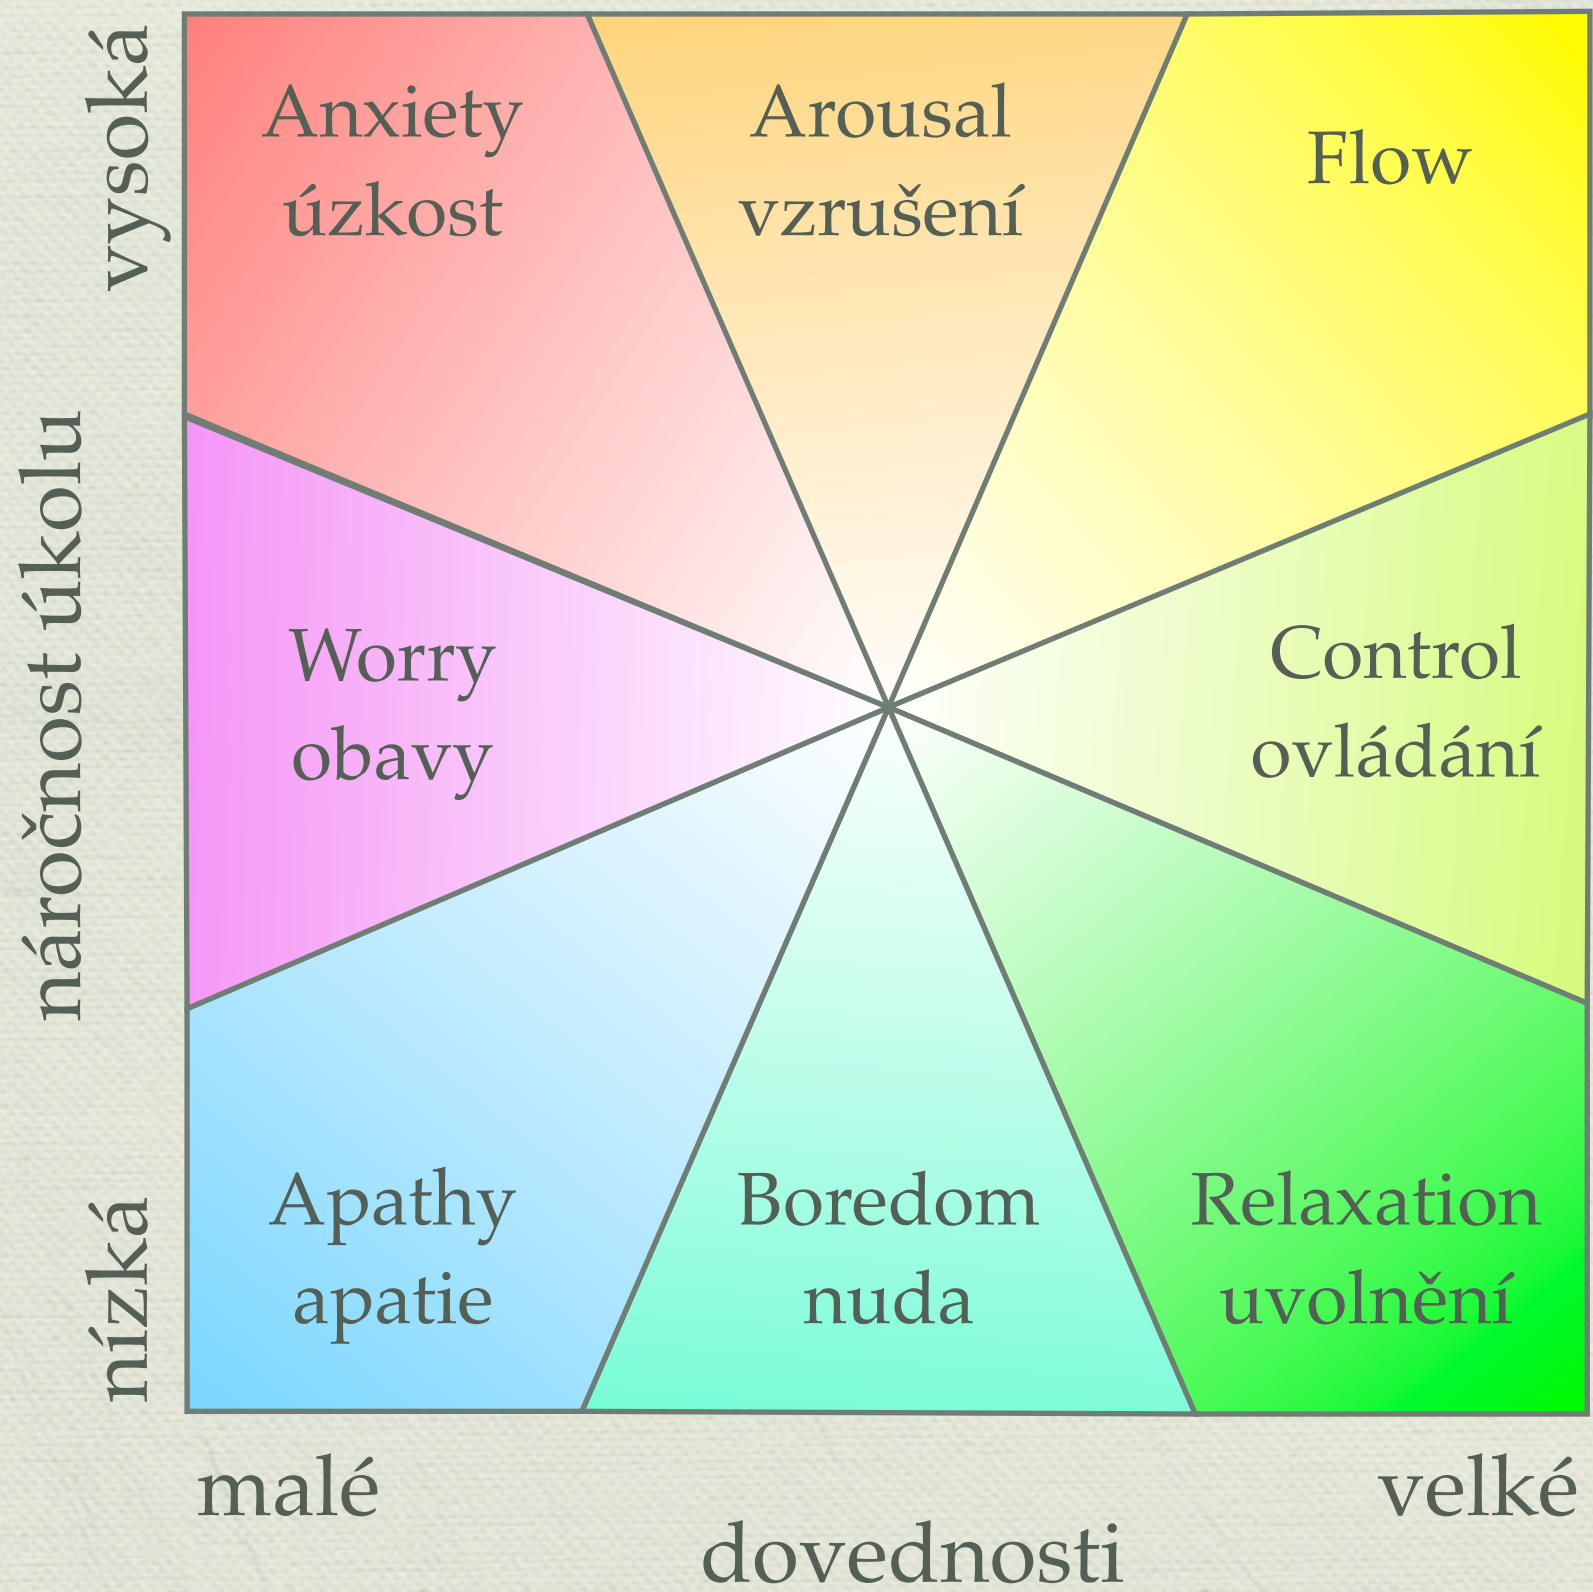 vysoká
Anxiety
úzkost
Arousal
vzrušení
Flow
náročnost úkolu
Worry
obavy
Control
ovládání
nízká
Apathy
apatie
Boredom
nuda
Relaxation
uvolnění
malé
velké
dovednosti